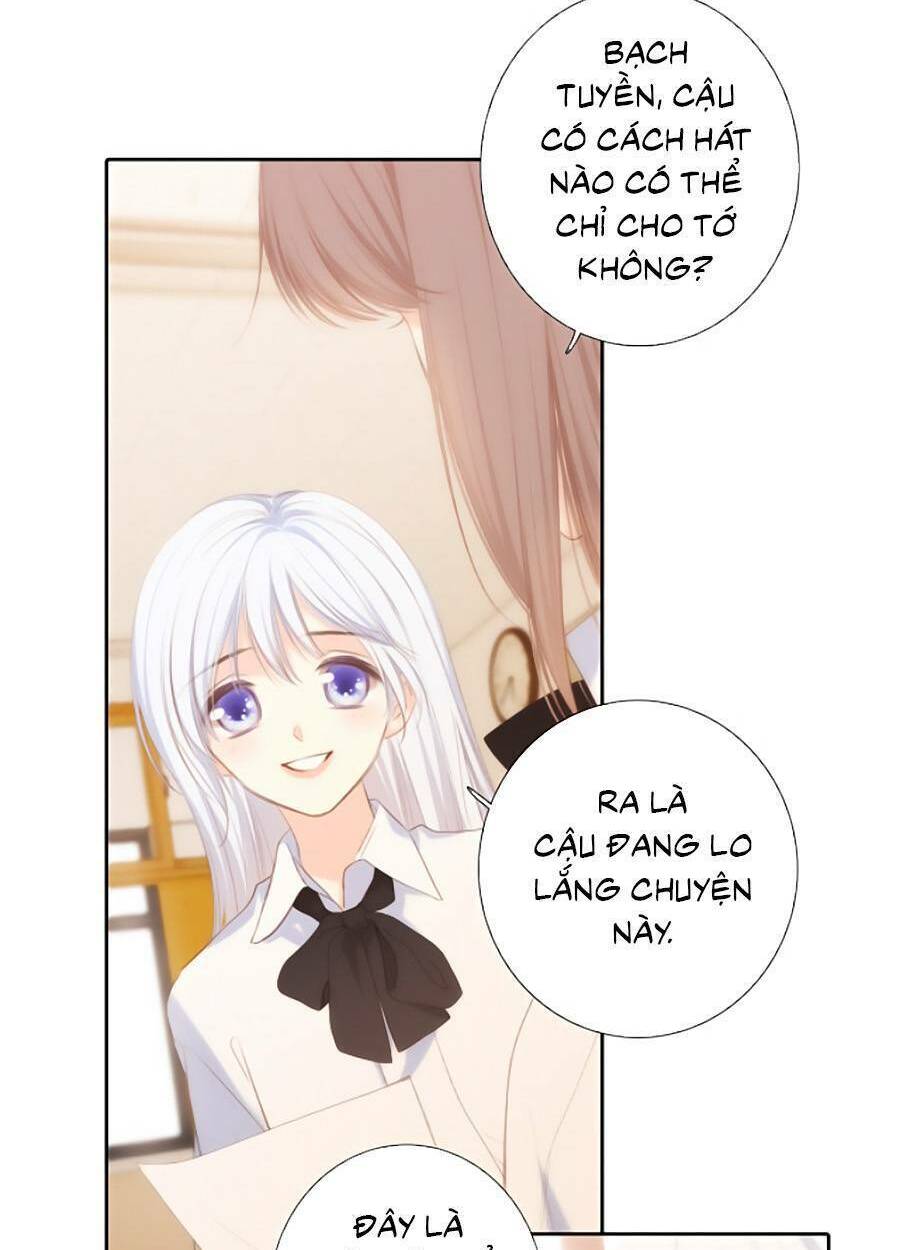 BẠCH
TUYỀN, CẬU
CÓ CÁCH HÁT
NÀO CÓ THỂ
CHỈ CHO TỚ
KHÔNG?
RA LÀ
CẬU ĐANG LO
LẮNG CHUYỆN
NÀY.
ĐÂY LÀ